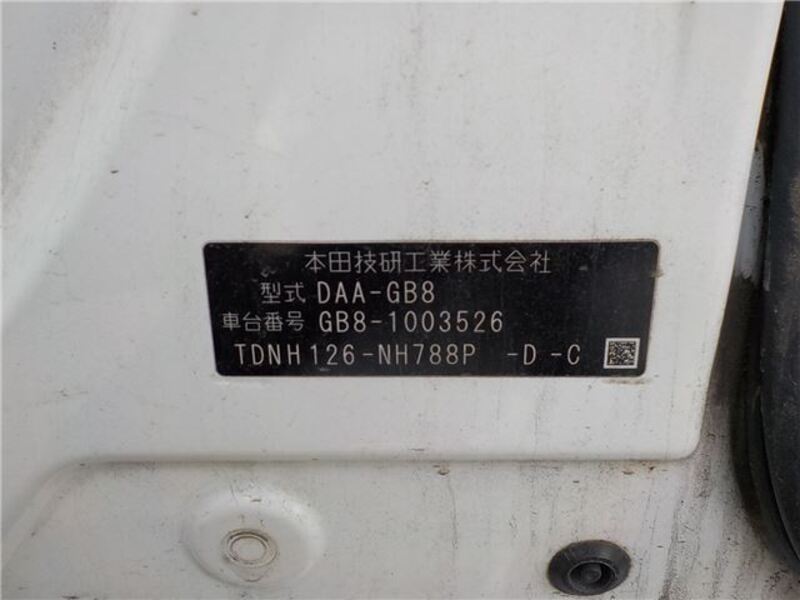 本田技研工業株式会社
型式 DAA-GB8
車台番号 GB8-1003526
TDNH126-NH788P -D -C